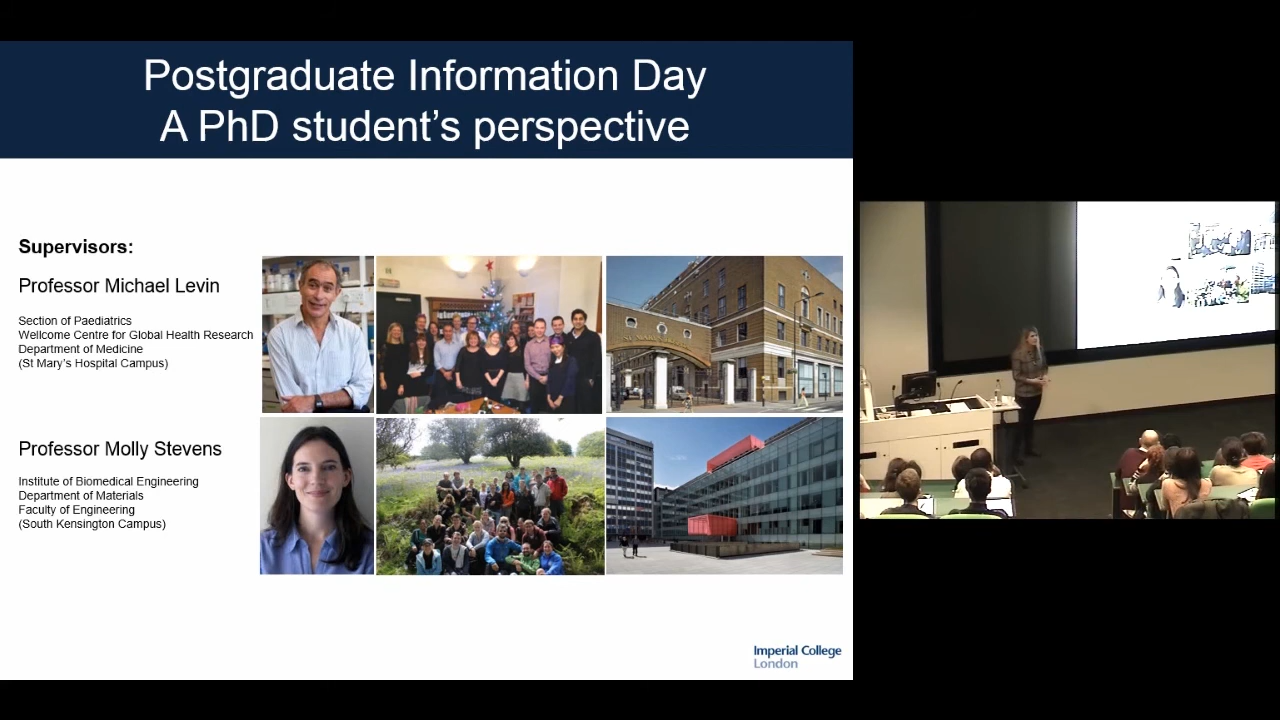 Postgraduate Information Day
A PhD student's perspective
Supervisors:
Professor Michael Levin
Section of Paediatrics
Wellcome Centre for Global Health Research
Department of Medicine
(St Mary's Hospital Campus)
Professor Molly Stevens
Institute of Biomedical Engineering
Department of Materials
Faculty of Engineering
(South Kensington Campus)
Imperial College
London